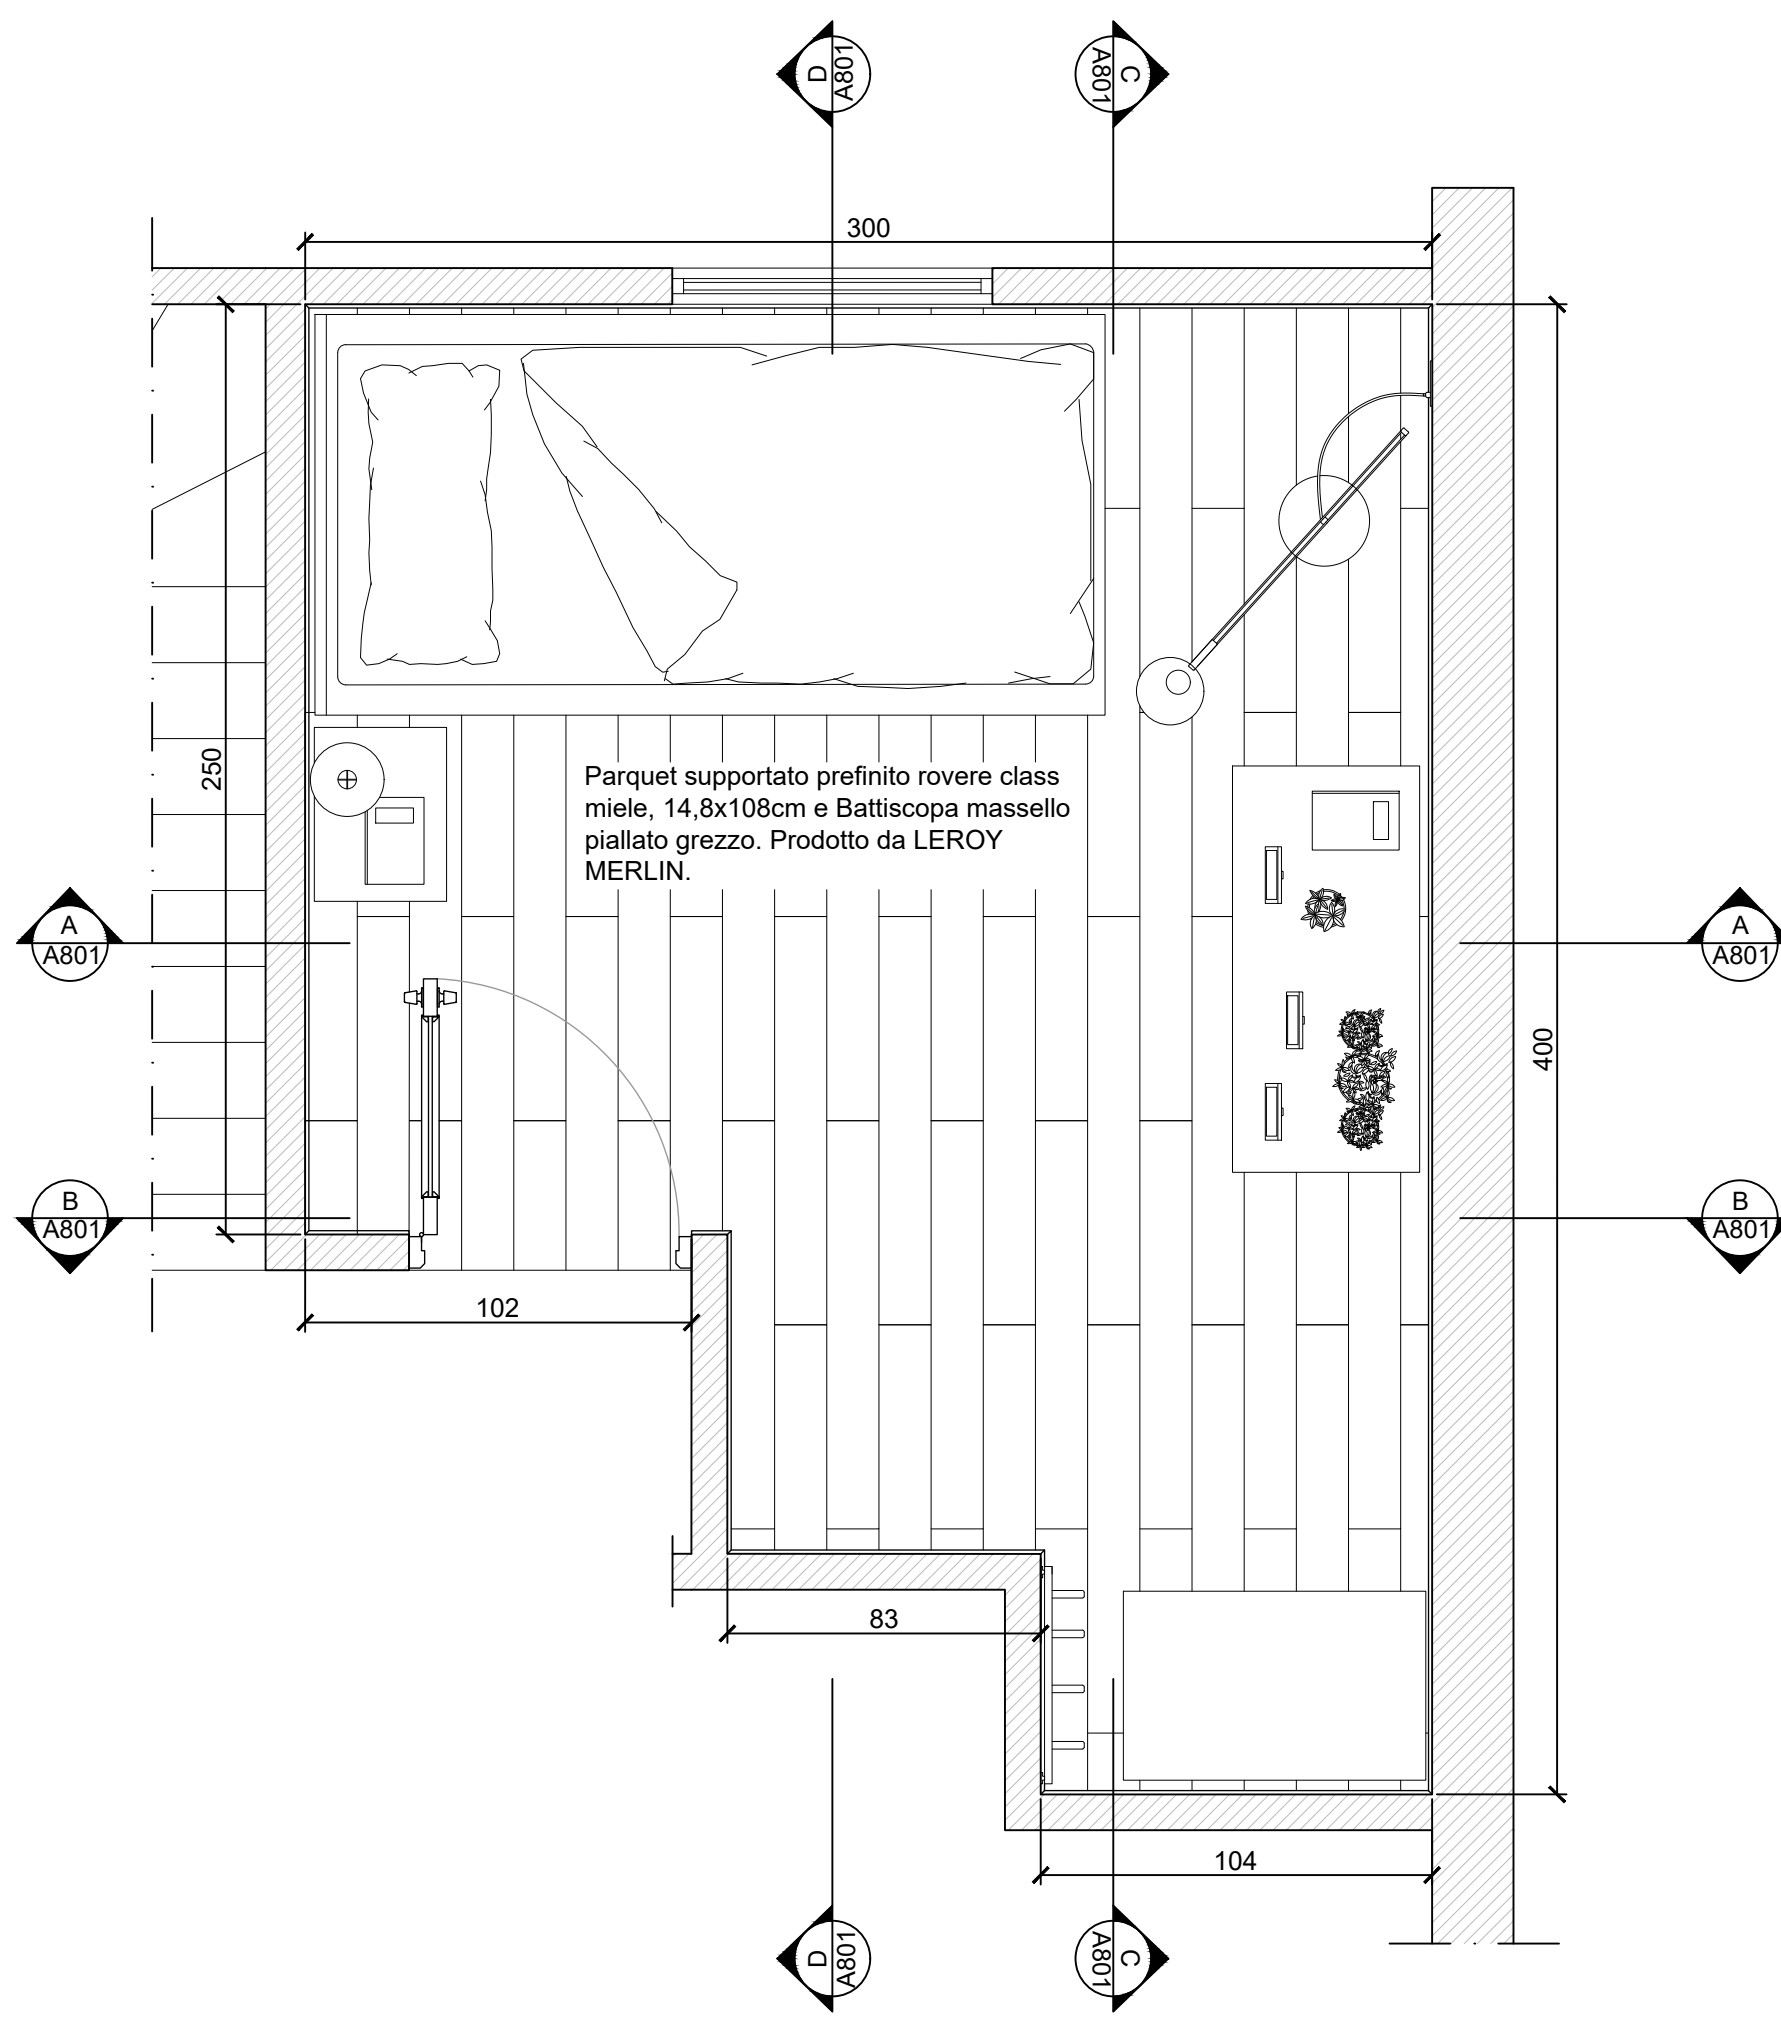 D
A801
C
A801
300
250
Parquet supportato prefinito rovere class
miele, 14,8x108cm e Battiscopa massello
piallato grezzo. Prodotto da LEROY
MERLIN.
A
A801
A
A801
400
B
A801
B
A801
102
83
104
D
A801
C
A801